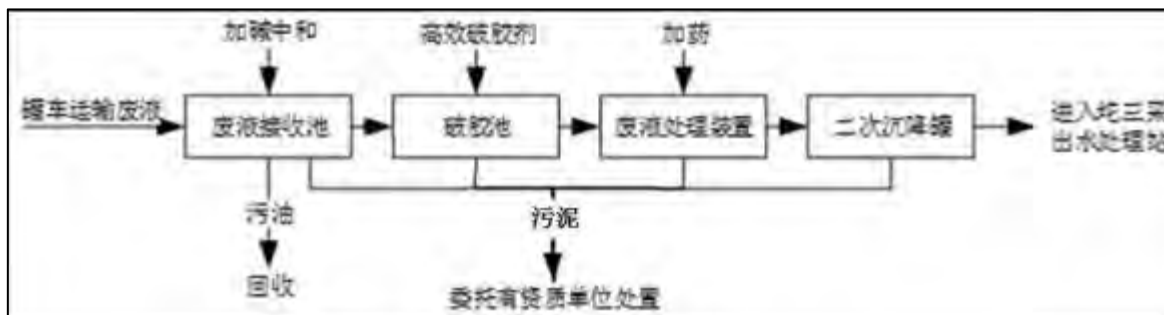 加碱中和
高效破胶剂
加药
罐车运输废液
废液接收池
破胶池
废液处理装置
二次沉降罐
进入坨三采
出水处理站
污油
污泥
回收
委托有资质单位处置